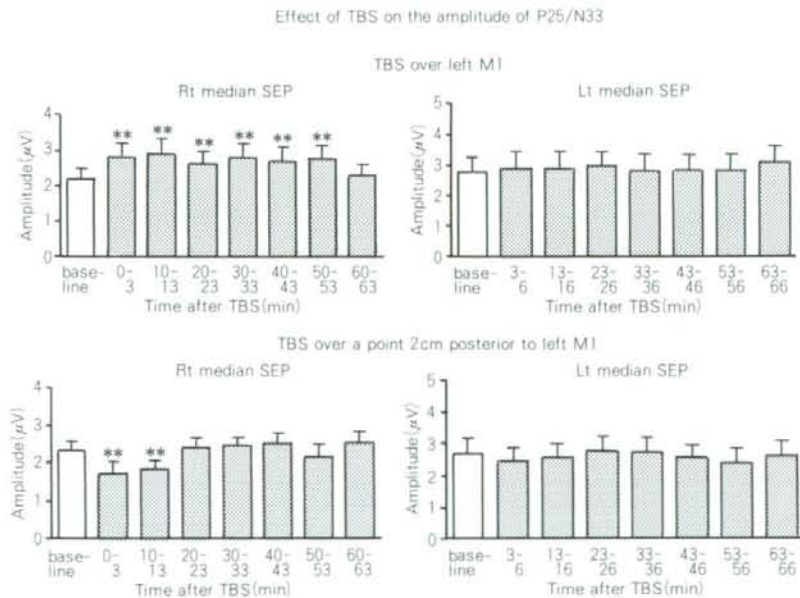 Effect of TBS on the amplitude of P25/N33
TBS over left M1
Rt median SEP
Amplitude(μV)
4
3
2
1
0
** ** ** ** ** **
base- 0- 10- 20- 30- 40- 50- 60-
line 3 13 23 33 43 53 63
Time after TBS(min)
Lt median SEP
Amplitude(μV)
5
4
3
2
1
0
base- 3- 13- 23- 33- 43- 53- 63-
line 6 16 26 36 46 56 66
Time after TBS(min)
TBS over a point 2cm posterior to left M1
Rt median SEP
Amplitude(μV)
4
3
2
1
0
** **
base- 0- 10- 20- 30- 40- 50- 60-
line 3 13 23 33 43 53 63
Time after TBS(min)
Lt median SEP
Amplitude(μV)
5
4
3
2
1
0
base- 3- 13- 23- 33- 43- 53- 63-
line 6 16 26 36 46 56 66
Time after TBS(min)